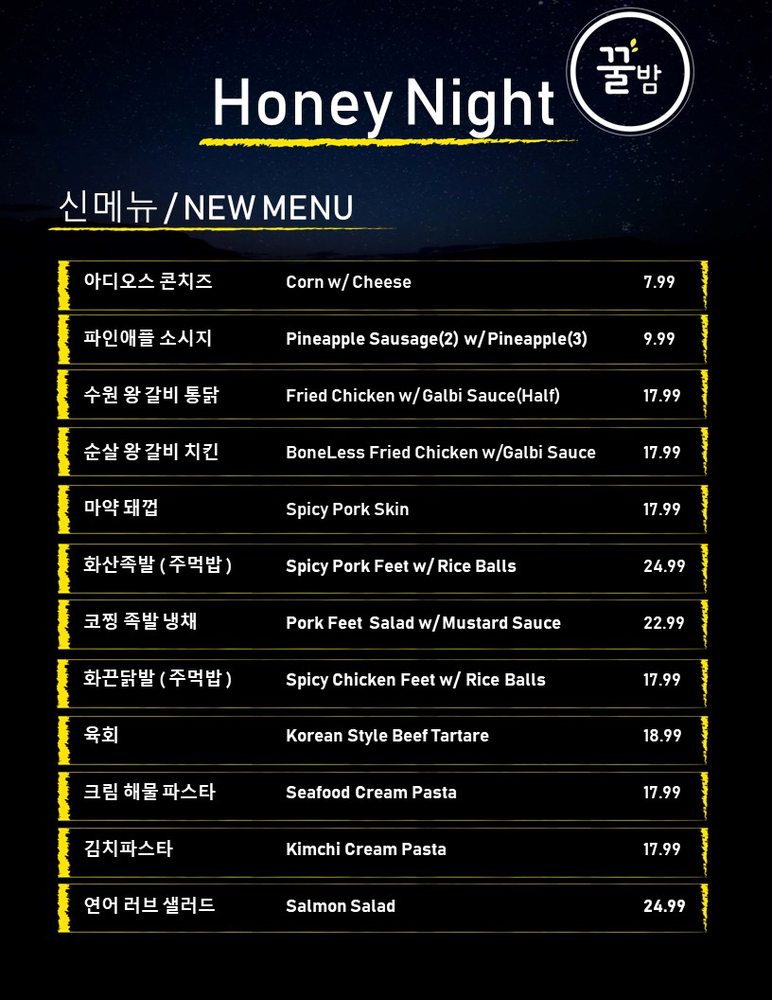 Honey Night
꿀밤
신메뉴 / NEW MENU
아디오스 콘치즈 Corn w/ Cheese 7.99
파인애플 소시지 Pineapple Sausage(2) w/ Pineapple(3) 9.99
수원 왕 갈비 통닭 Fried Chicken w/ Galbi Sauce(Half) 17.99
순살 왕 갈비 치킨 BoneLess Fried Chicken w/Galbi Sauce 17.99
마약 돼껍 Spicy Pork Skin 17.99
화산족발 ( 주먹밥 ) Spicy Pork Feet w/ Rice Balls 24.99
코찡 족발 냉채 Pork Feet Salad w/ Mustard Sauce 22.99
화끈닭발 ( 주먹밥 ) Spicy Chicken Feet w/ Rice Balls 17.99
육회 Korean Style Beef Tartare 18.99
크림 해물 파스타 Seafood Cream Pasta 17.99
김치파스타 Kimchi Cream Pasta 17.99
연어 러브 샐러드 Salmon Salad 24.99